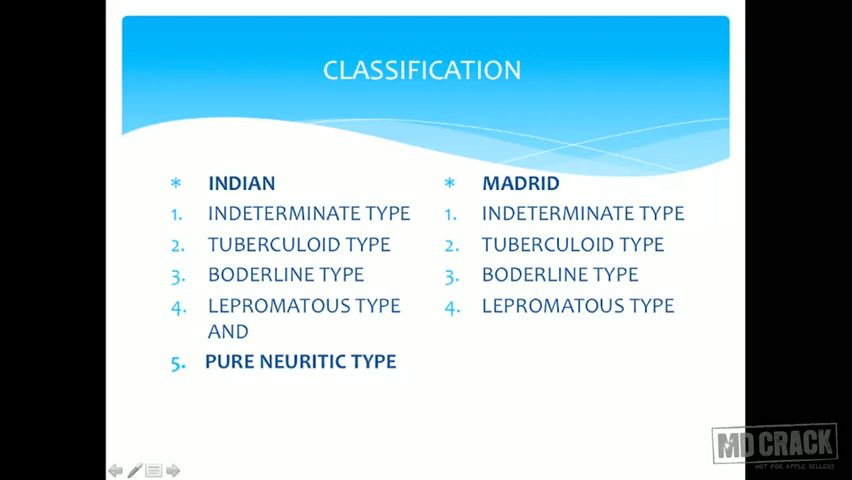 CLASSIFICATION
* INDIAN
1. INDETERMINATE TYPE
2. TUBERCULOID TYPE
3. BODERLINE TYPE
4. LEPROMATOUS TYPE
AND
5. PURE NEURITIC TYPE
* MADRID
1. INDETERMINATE TYPE
2. TUBERCULOID TYPE
3. BODERLINE TYPE
4. LEPROMATOUS TYPE
MD CRACK
NOT FOR APPLE SELLERS